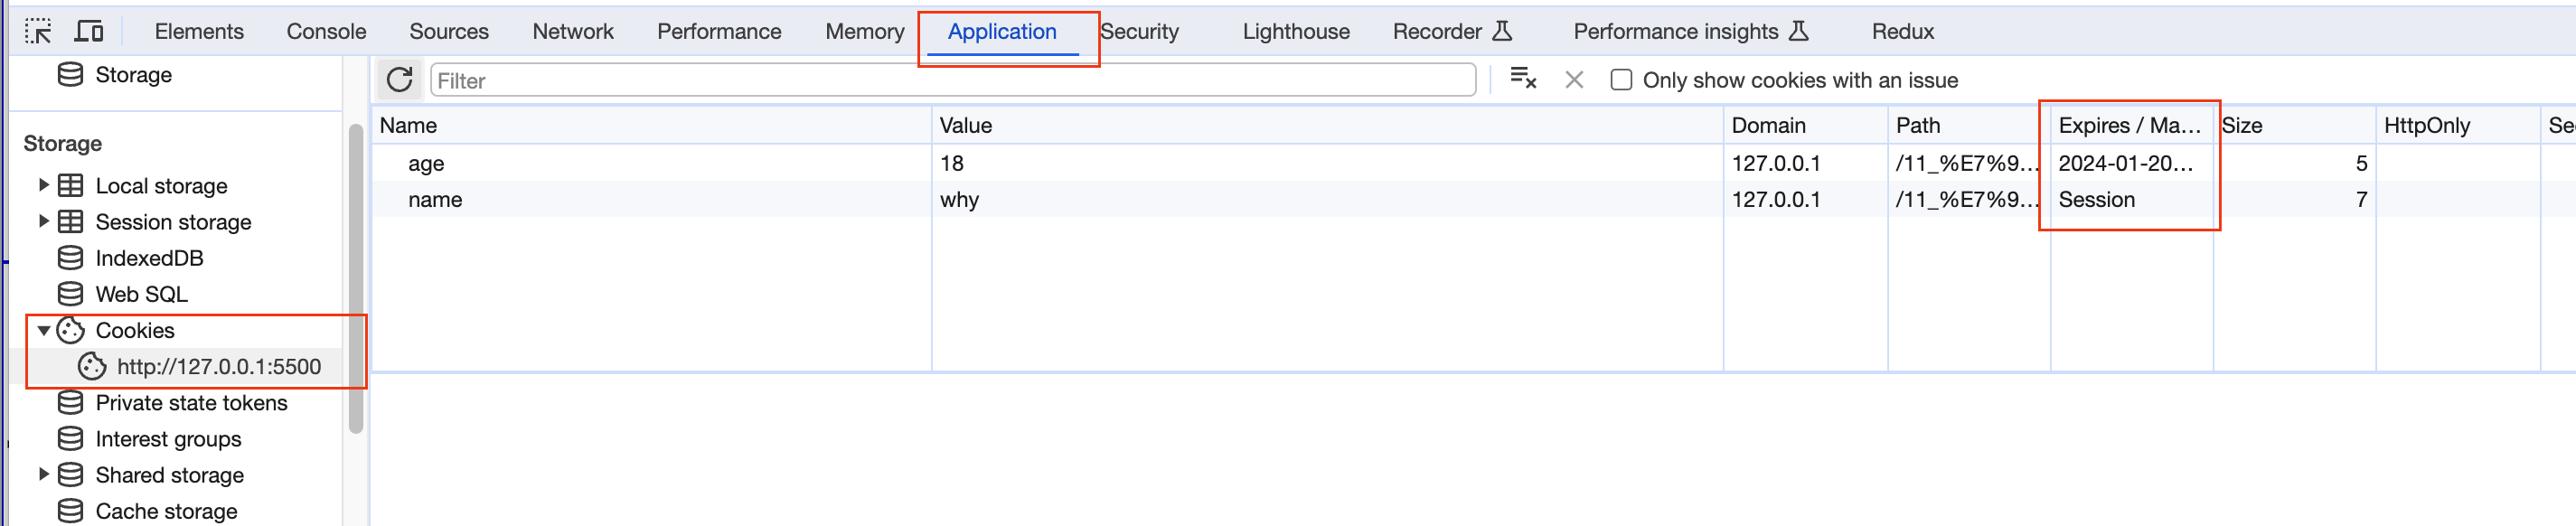 Elements Console Sources Network Performance Memory Application Security Lighthouse Recorder Performance insights Redux
Storage
Filter
Only show cookies with an issue
Storage
Local storage
Session storage
IndexedDB
Web SQL
Cookies
http://127.0.0.1:5500
Private state tokens
Interest groups
Shared storage
Cache storage
Name Value Domain Path Expires / Ma... Size HttpOnly Se
age 18 127.0.0.1 /11_%E7%9... 2024-01-20... 5
name why 127.0.0.1 /11_%E7%9... Session 7